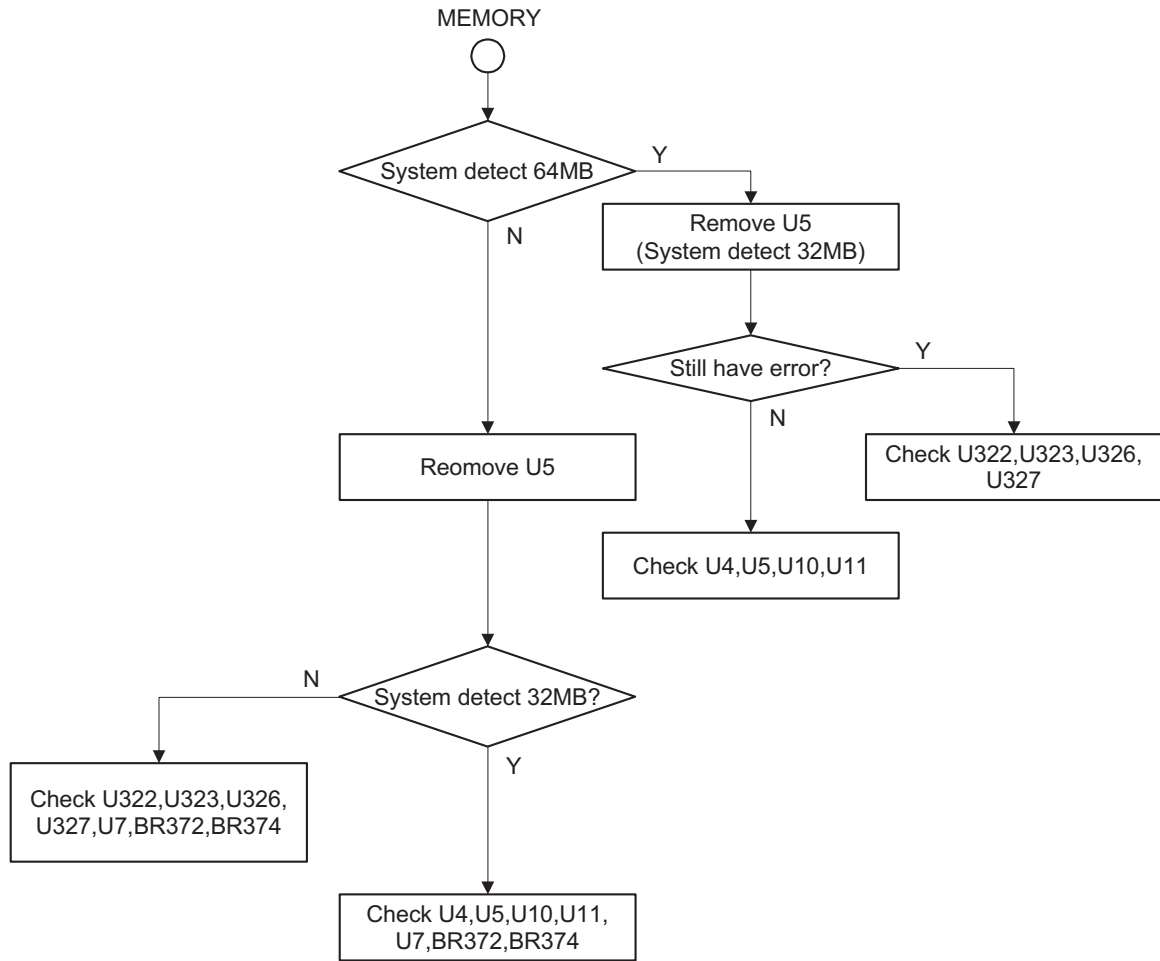 MEMORY
System detect 64MB
Y
N
Remove U5
(System detect 32MB)
Still have error?
Y
N
Check U322,U323,U326,
U327
Reomove U5
Check U4,U5,U10,U11
System detect 32MB?
N
Y
Check U322,U323,U326,
U327,U7,BR372,BR374
Check U4,U5,U10,U11,
U7,BR372,BR374